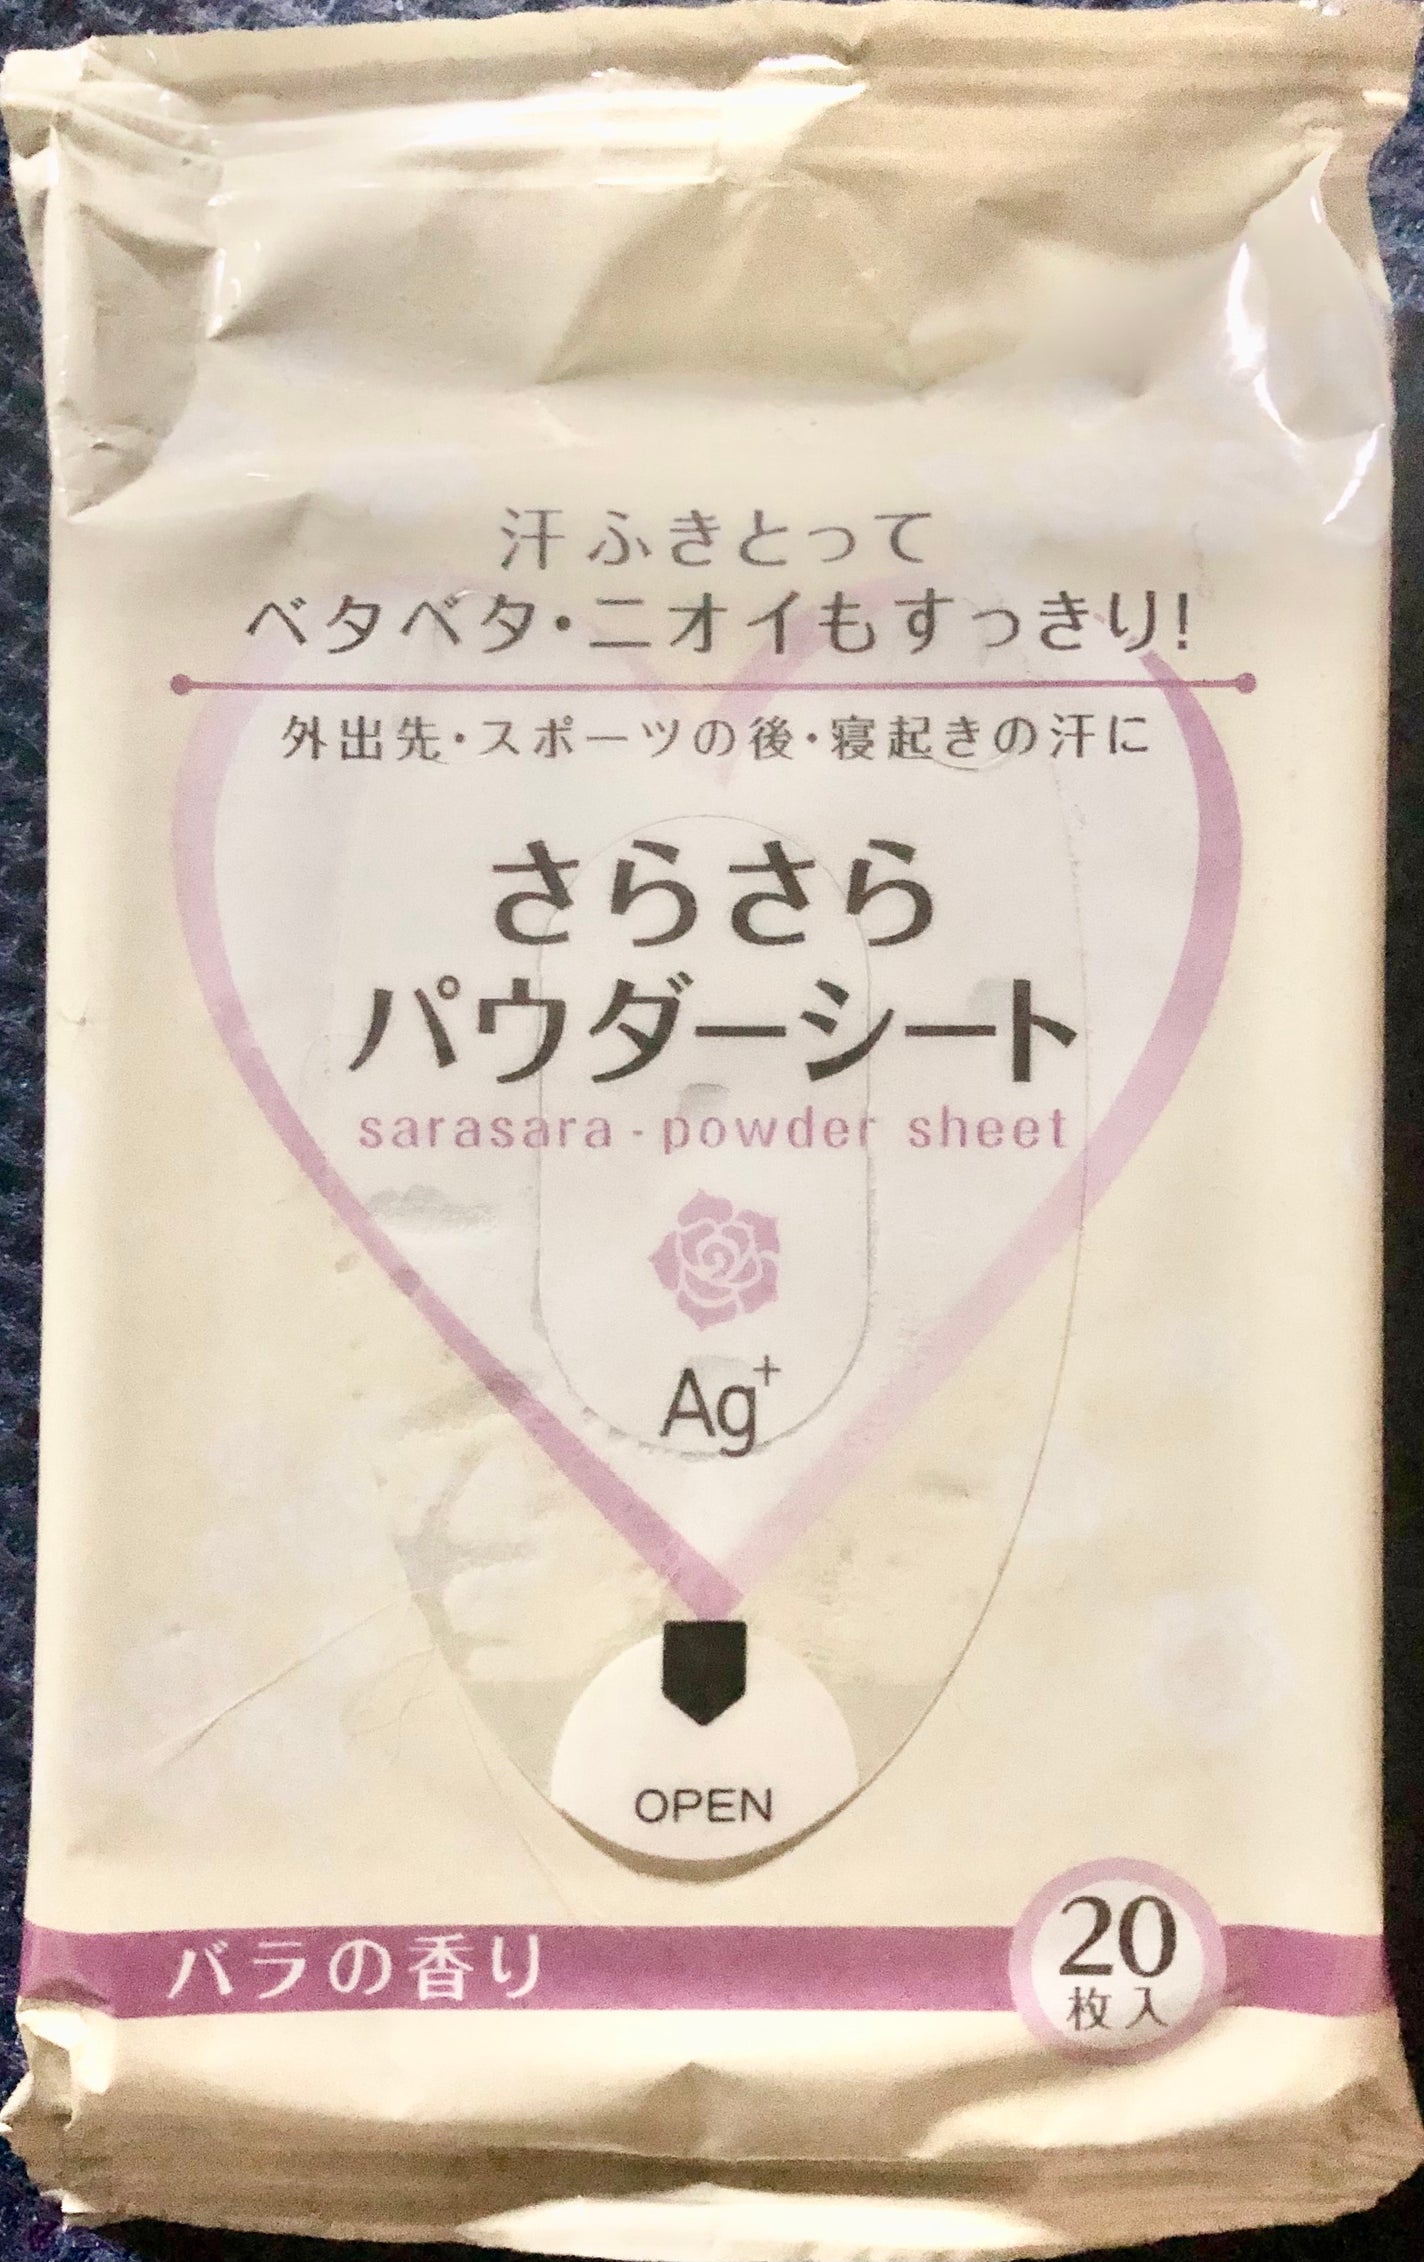 汗ふきとって
ベタベタ・ニオイもすっきり!
外出先・スポーツの後・寝起きの汗に
さらさら
パウダーシート
sarasara - powder sheet
Ag+
OPEN
バラの香り
20
枚入